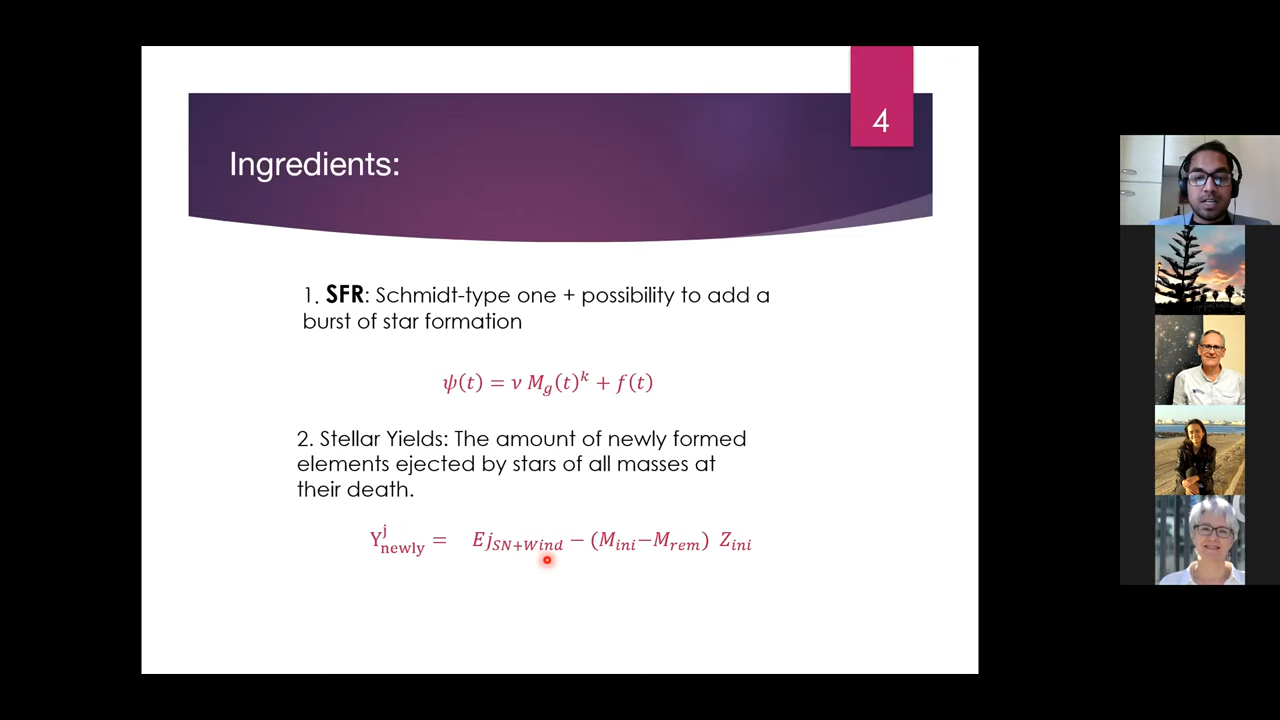 4
Ingredients:
1. SFR: Schmidt-type one + possibility to add a
burst of star formation
ψ(t) = ν M_g(t)^k + f(t)
2. Stellar Yields: The amount of newly formed
elements ejected by stars of all masses at
their death.
Y^j_newly = Ej_SN+Wind − (M_ini−M_rem) Z_ini